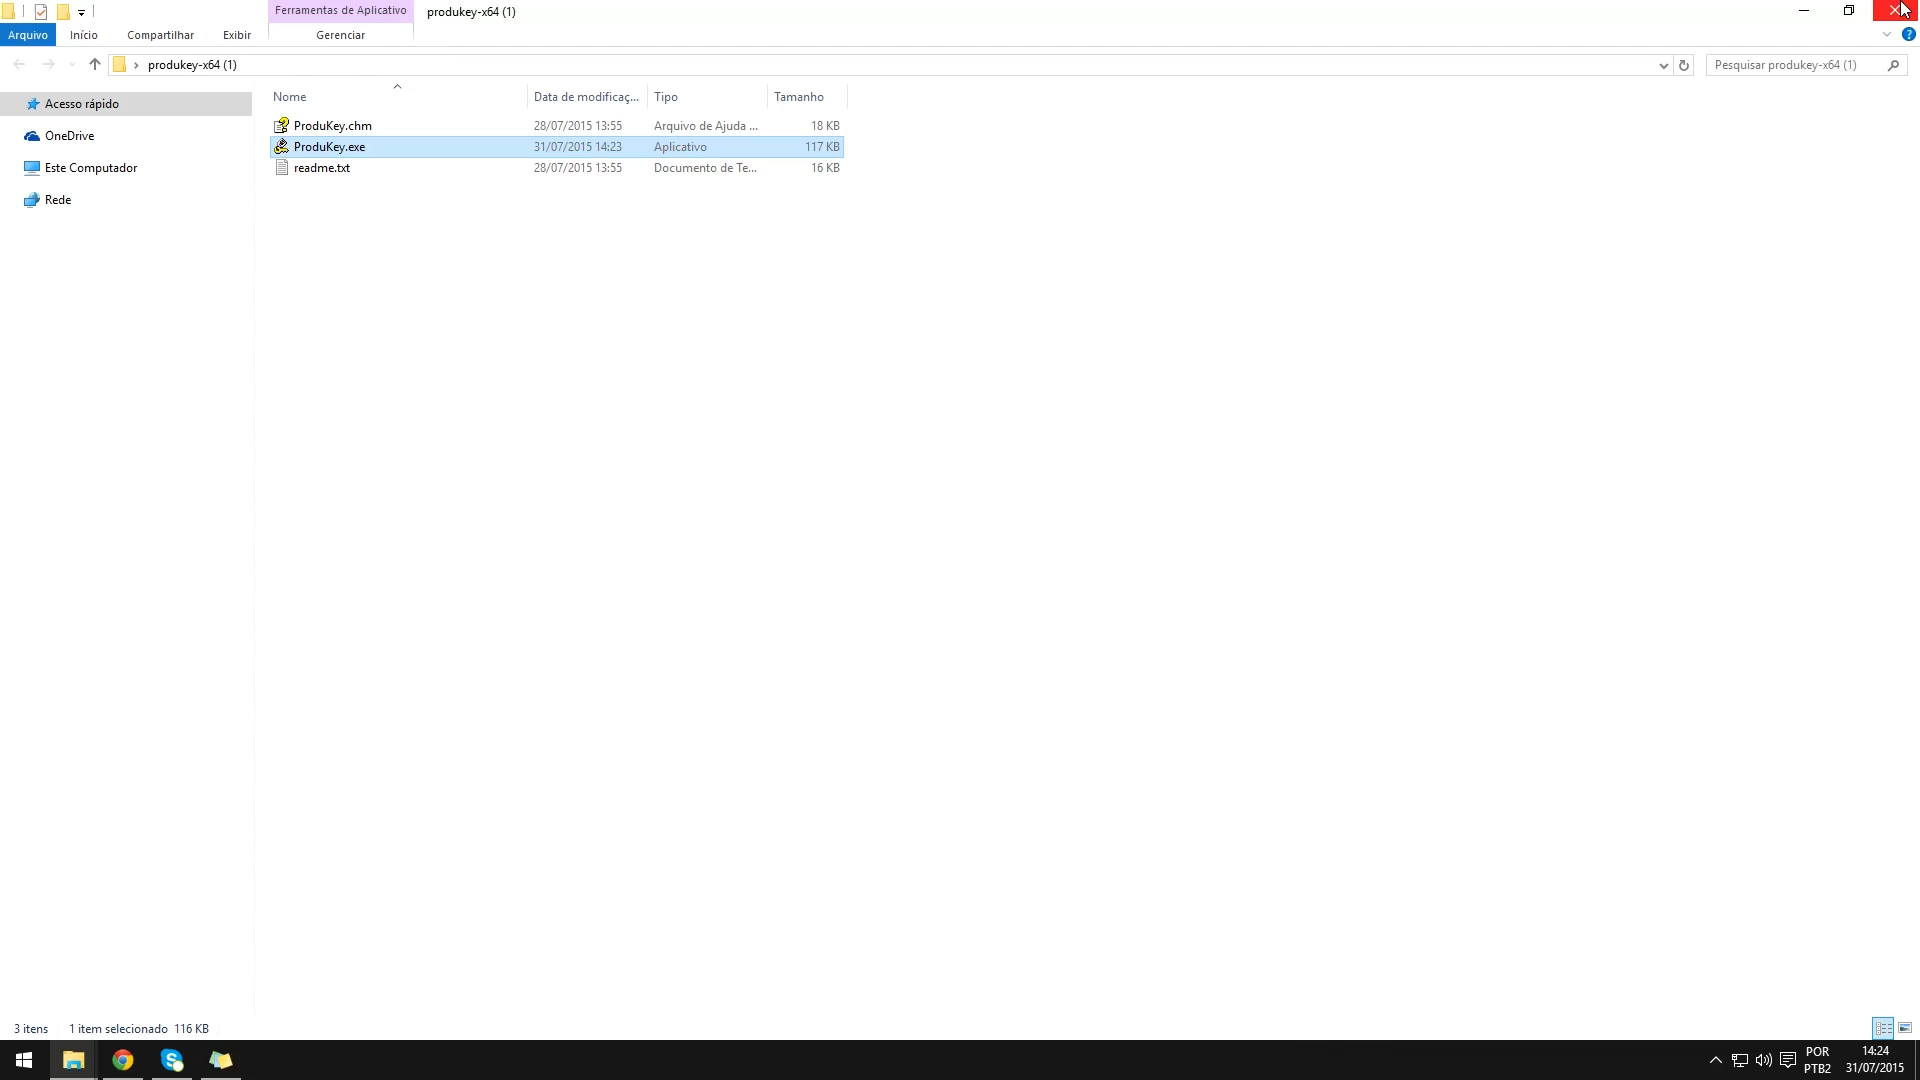 Ferramentas de Aplicativo produkey-x64 (1)
Arquivo Início Compartilhar Exibir Gerenciar
produkey-x64 (1) Pesquisar produkey-x64 (1)
Nome Data de modificaç... Tipo Tamanho
Acesso rápido
OneDrive
Este Computador
Rede
ProduKey.chm 28/07/2015 13:55 Arquivo de Ajuda ... 18 KB
ProduKey.exe 31/07/2015 14:23 Aplicativo 117 KB
readme.txt 28/07/2015 13:55 Documento de Te... 16 KB
3 itens 1 item selecionado 116 KB
POR 14:24
PTB2 31/07/2015